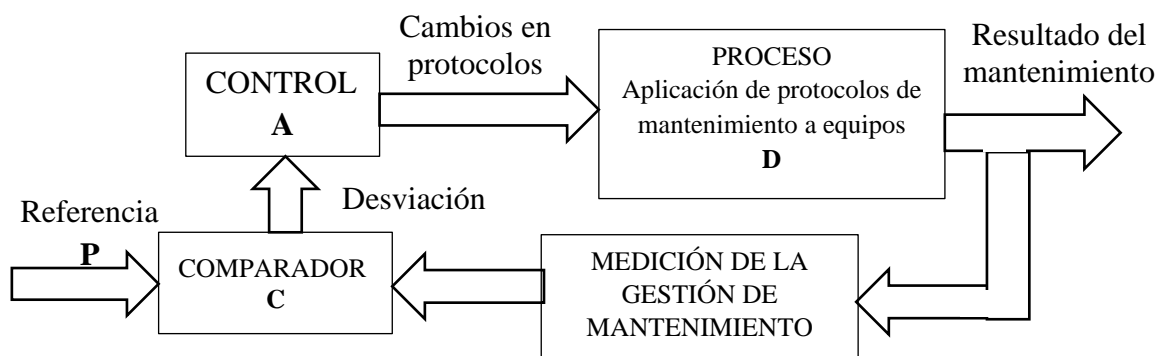 Cambios en
protocolos
CONTROL
A
PROCESO
Aplicación de protocolos de
mantenimiento a equipos
D
Resultado del
mantenimiento
Desviación
Referencia
P
COMPARADOR
C
MEDICIÓN DE LA
GESTIÓN DE
MANTENIMIENTO